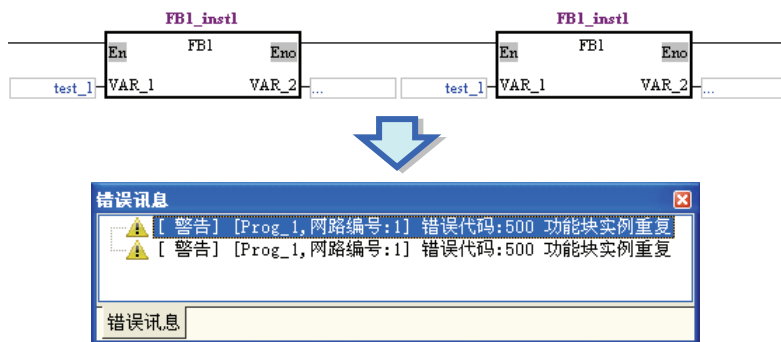 FB1_inst1 FB1_inst1
En FB1 Eno En FB1 Eno
test_1 VAR_1 VAR_2 ... test_1 VAR_1 VAR_2 ...
错误讯息
[ 警告] [Prog_1,网路编号:1] 错误代码:500 功能块实例重复
[ 警告] [Prog_1,网路编号:1] 错误代码:500 功能块实例重复
错误讯息